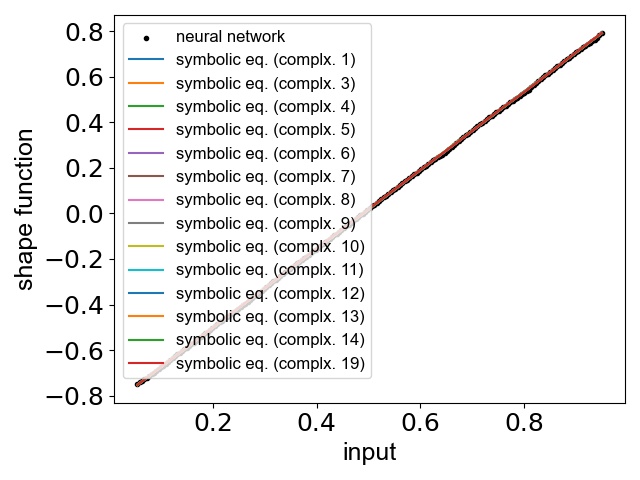 neural network
symbolic eq. (complx. 1)
symbolic eq. (complx. 3)
symbolic eq. (complx. 4)
symbolic eq. (complx. 5)
symbolic eq. (complx. 6)
symbolic eq. (complx. 7)
symbolic eq. (complx. 8)
symbolic eq. (complx. 9)
symbolic eq. (complx. 10)
symbolic eq. (complx. 11)
symbolic eq. (complx. 12)
symbolic eq. (complx. 13)
symbolic eq. (complx. 14)
symbolic eq. (complx. 19)
shape function
0.8
0.6
0.4
0.2
0.0
−0.2
−0.4
−0.6
−0.8
0.2 0.4 0.6 0.8
input